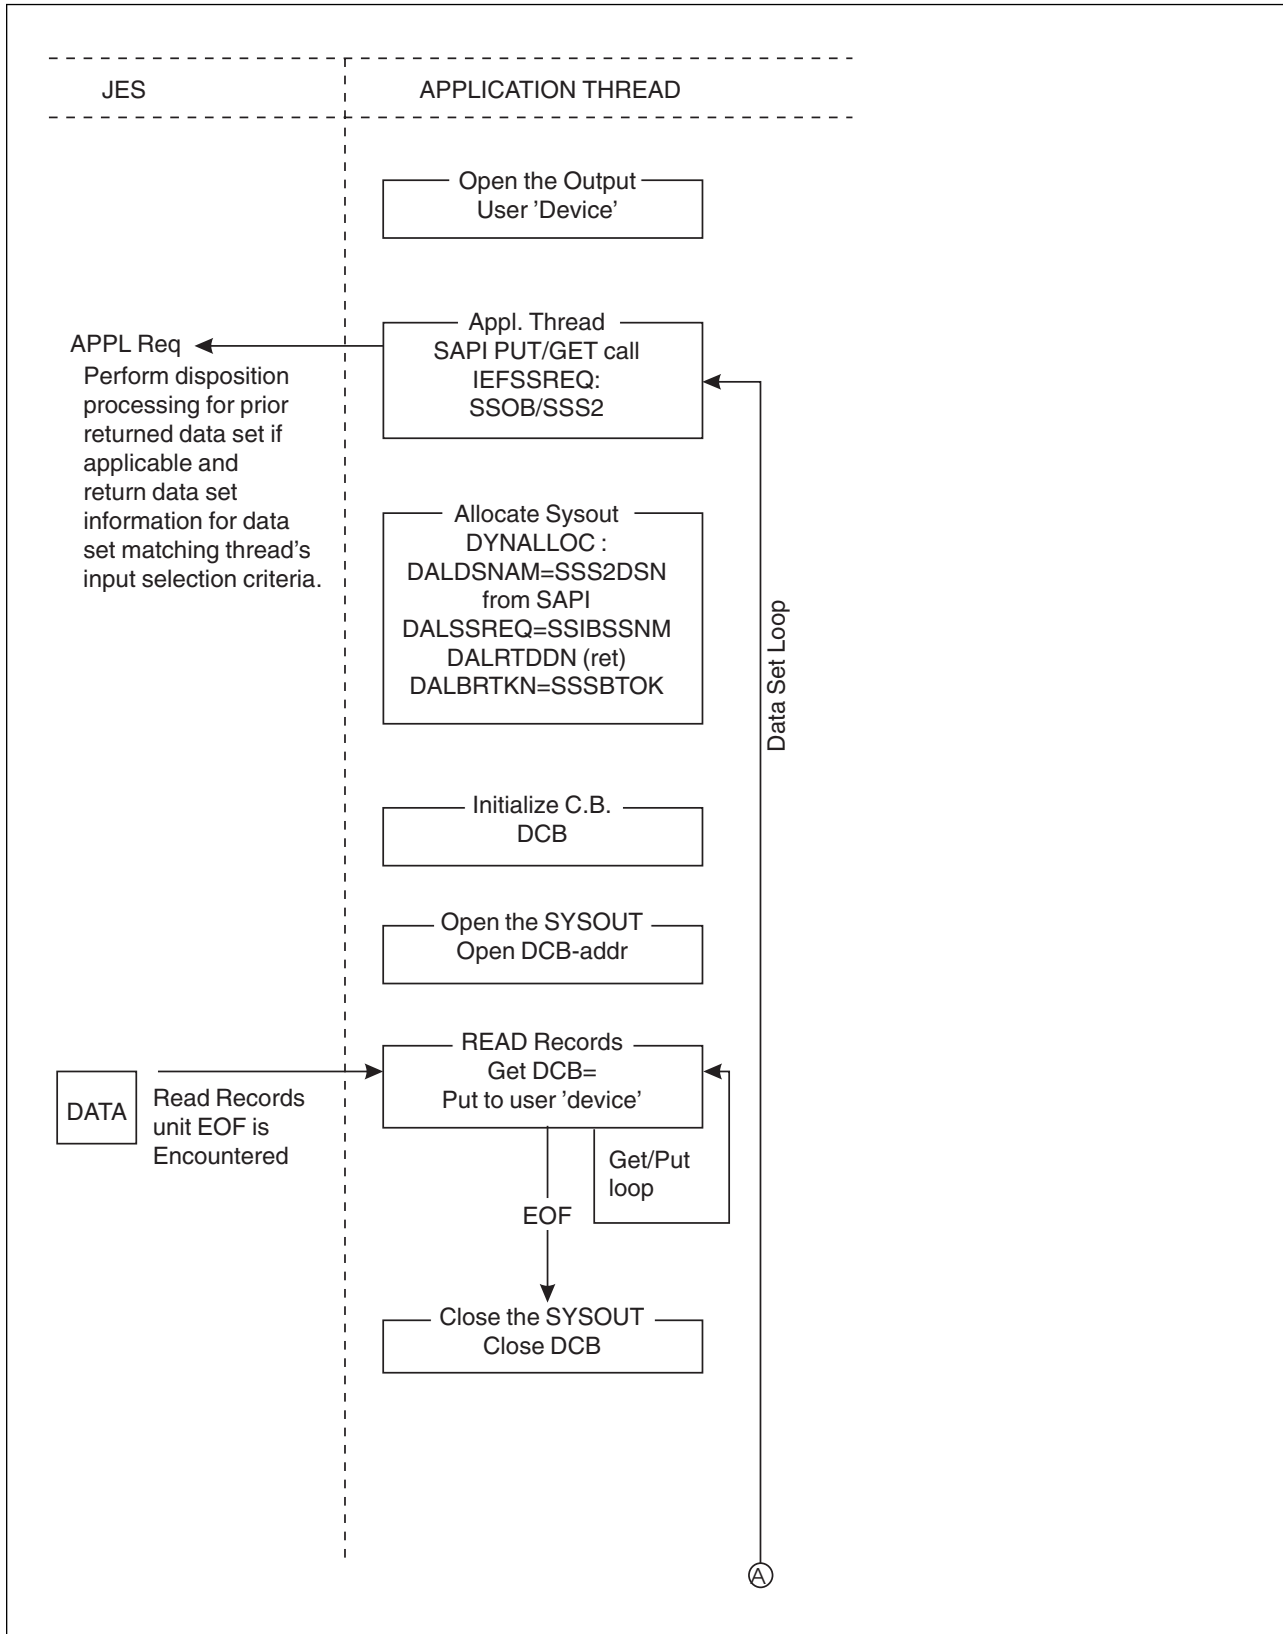 JES
APPLICATION THREAD
Open the Output
User ’Device’
Appl. Thread
SAPI PUT/GET call
IEFSSREQ:
SSOB/SSS2
APPL Req
Perform disposition
processing for prior
returned data set if
applicable and
return data set
information for data
set matching thread’s
input selection criteria.
Allocate Sysout
DYNALLOC :
DALDSNAM=SSS2DSN
from SAPI
DALSSREQ=SSIBSSNM
DALRTDDN (ret)
DALBRTKN=SSSBTOK
Data Set Loop
Initialize C.B.
DCB
Open the SYSOUT
Open DCB-addr
READ Records
Get DCB=
Put to user ’device’
DATA
Read Records
unit EOF is
Encountered
Get/Put
loop
EOF
Close the SYSOUT
Close DCB
A